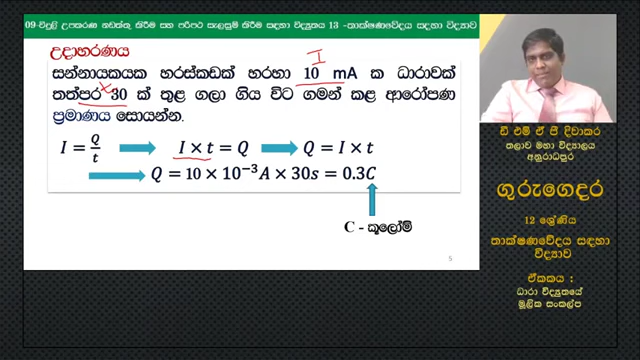 09-විදුලි උපකරණ නඩත්තු කිරීම සහ පරිපථ සැලසුම් කිරීම සඳහා විද්‍යුතය 13 -තාක්ෂණවේදය සඳහා විද්‍යාව
උදාහරණය
I
සන්නායකයක හරස්කඩක් හරහා 10 mA ක ධාරාවක්
තත්පර 30 ක් තුළ ගලා ගිය විට ගමන් කළ ආරෝපණ
ප්‍රමාණය සොයන්න.
I = Q/t I × t = Q Q = I × t
Q = 10 × 10⁻³A × 30s = 0.3C
C - කූලෝම්
5
ඩී එම් ඒ ජී දිවාකර
තලාව මහා විද්‍යාලය
අනුරාධපුර
ගුරුගෙදර
12 ශ්‍රේණිය
තාක්ෂණවේදය සඳහා
විද්‍යාව
ඒකකය :
ධාරා විද්‍යුතයේ
මූලික සංකල්ප